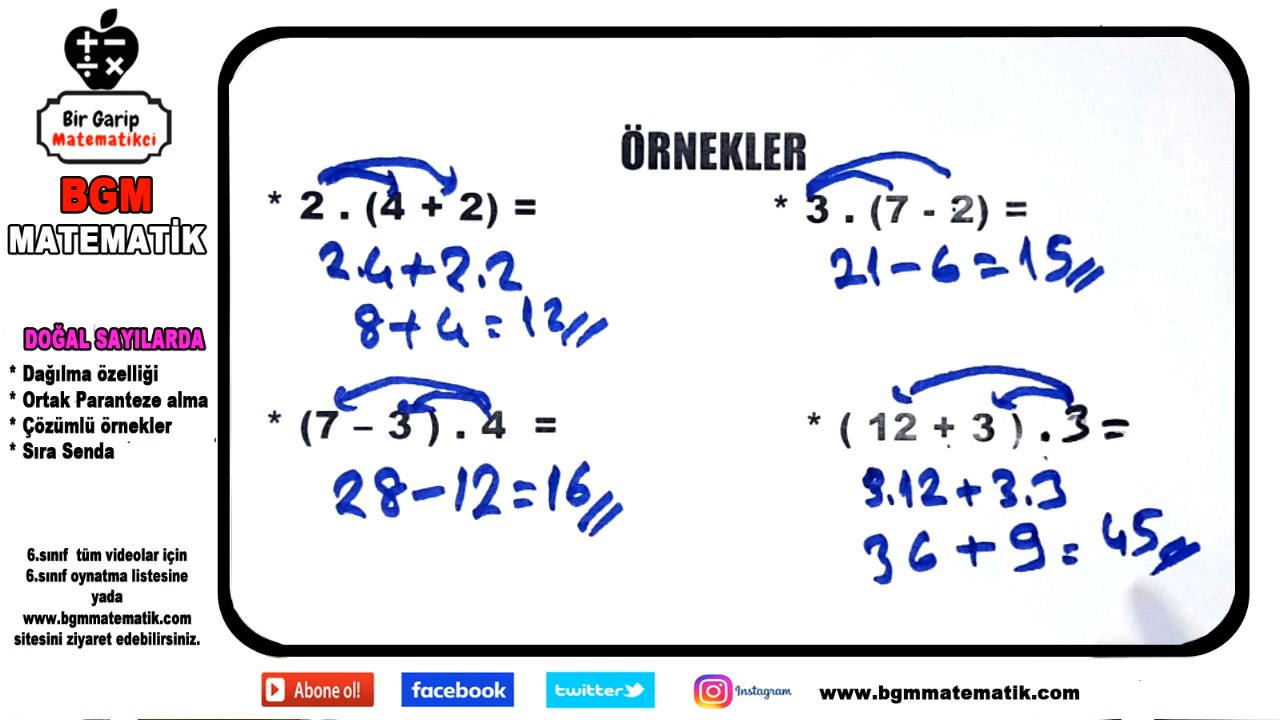 Bir Garip
Matematikci
BGM
MATEMATİK
DOĞAL SAYILARDA
* Dağılma özelliği
* Ortak Paranteze alma
* Çözümlü örnekler
* Sıra Senda
6.sınıf tüm videolar için
6.sınıf oynatma listesine
yada
www.bgmmatematik.com
sitesini ziyaret edebilirsiniz.
ÖRNEKLER
* 2 . (4 + 2) =
2.4+2.2
8+4=12//
* 3 . (7 - 2) =
21-6=15//
* (7 – 3 ) . 4 =
28-12=16//
* ( 12 + 3 ) . 3 =
3.12+3.3
36+9=45//
Abone ol!
facebook
twitter
Instagram
www.bgmmatematik.com